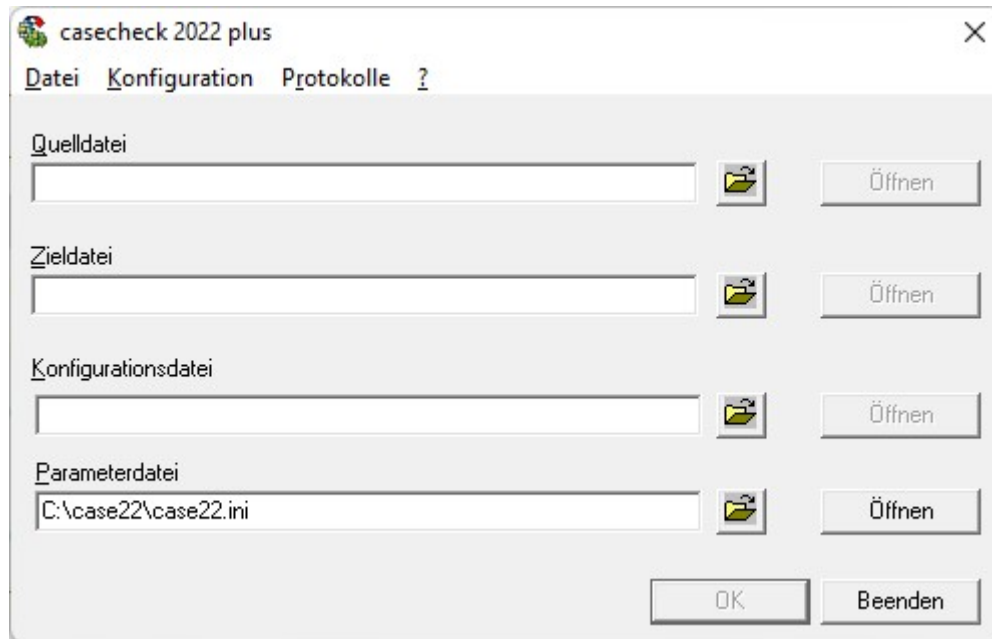 casecheck 2022 plus
Datei Konfiguration Protokolle ?
Quelldatei
Öffnen
Zieldatei
Öffnen
Konfigurationsdatei
Öffnen
Parameterdatei
C:\case22\case22.ini Öffnen
OK Beenden